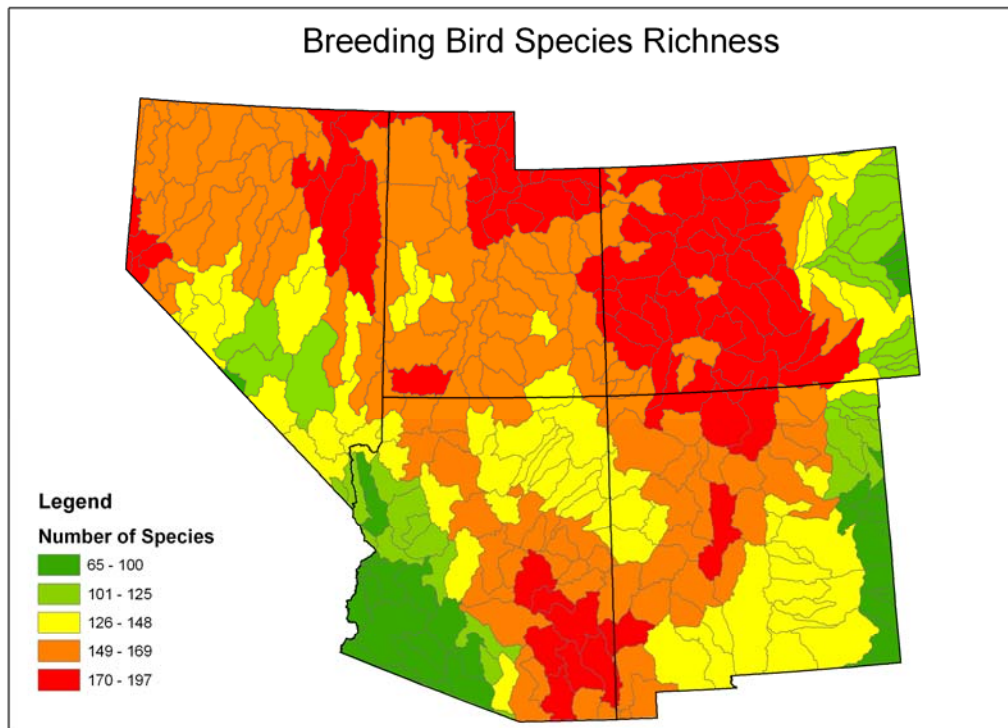 Breeding Bird Species Richness
Legend
Number of Species
65 - 100
101 - 125
126 - 148
149 - 169
170 - 197